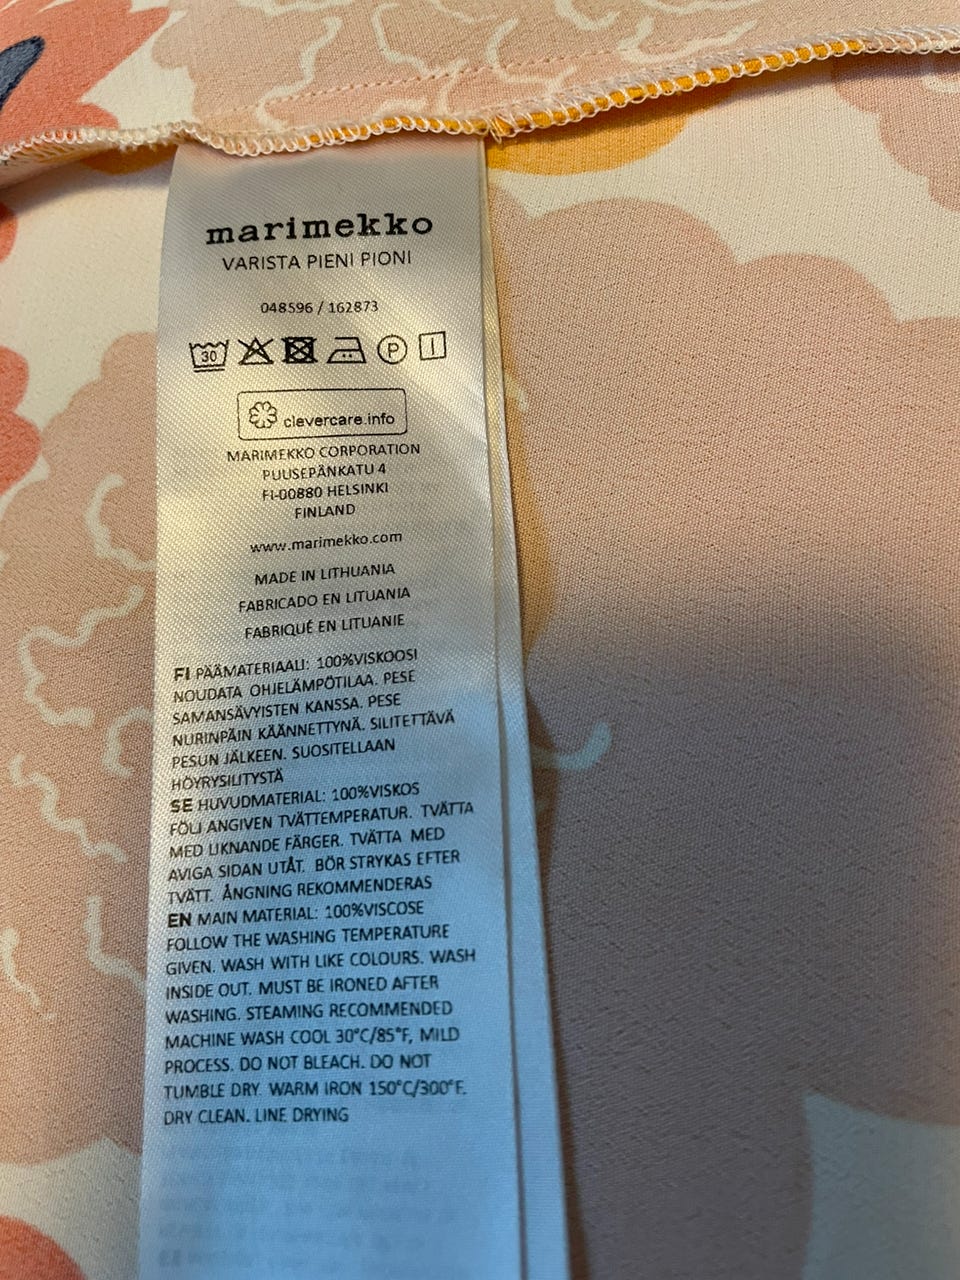 marimekko
VARISTA PIENI PIONI
048596 / 162873
30 P
clevercare.info
MARIMEKKO CORPORATION
PUUSEPÄNKATU 4
FI-00880 HELSINKI
FINLAND
www.marimekko.com
MADE IN LITHUANIA
FABRICADO EN LITUANIA
FABRIQUÉ EN LITUANIE
FI PÄÄMATERIAALI: 100%VISKOOSI
NOUDATA OHJELÄMPÖTILAA. PESE
SAMANSÄVYISTEN KANSSA. PESE
NURINPÄIN KÄÄNNETTYNÄ. SILITETTÄVÄ
PESUN JÄLKEEN. SUOSITELLAAN
HÖYRYSILITYSTÄ
SE HUVUDMATERIAL: 100%VISKOS
FÖLJ ANGIVEN TVÄTTEMPERATUR. TVÄTTA
MED LIKNANDE FÄRGER. TVÄTTA MED
AVIGA SIDAN UTÅT. BÖR STRYKAS EFTER
TVÄTT. ÅNGNING REKOMMENDERAS
EN MAIN MATERIAL: 100%VISCOSE
FOLLOW THE WASHING TEMPERATURE
GIVEN. WASH WITH LIKE COLOURS. WASH
INSIDE OUT. MUST BE IRONED AFTER
WASHING. STEAMING RECOMMENDED
MACHINE WASH COOL 30°C/85°F, MILD
PROCESS. DO NOT BLEACH. DO NOT
TUMBLE DRY. WARM IRON 150°C/300°F.
DRY CLEAN. LINE DRYING